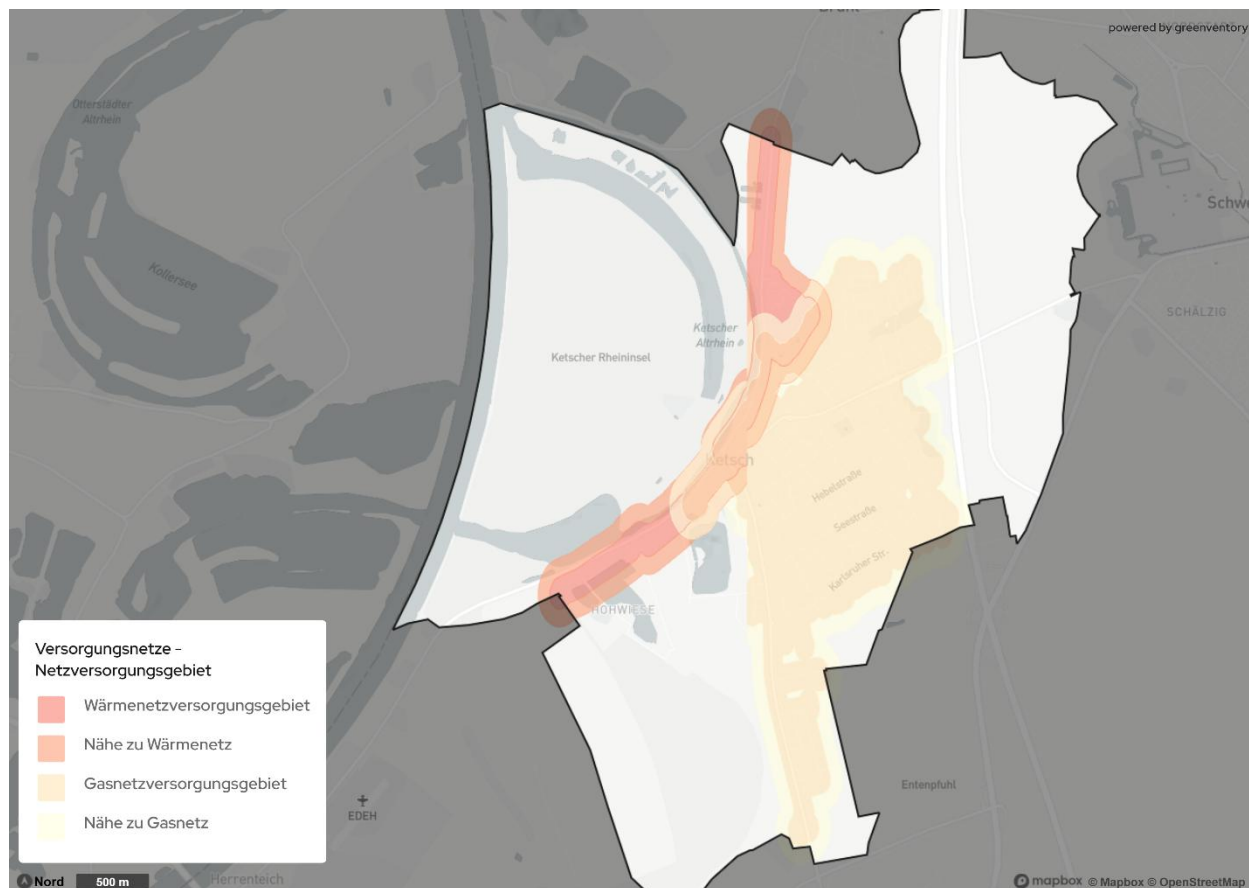 powered by greenventory
Otterstädter
Altrhein
Kollersee
Schwe
SCHÄLZIG
Ketscher
Altrhein
Ketscher Rheininsel
Ketsch
Hebelstraße
Seestraße
Karlsruher Str.
HOHWIESE
Entenpfuhl
EDEH
Herrenteich
Versorgungsnetze -
Netzversorgungsgebiet
Wärmenetzversorgungsgebiet
Nähe zu Wärmenetz
Gasnetzversorgungsgebiet
Nähe zu Gasnetz
Nord 500 m
mapbox © Mapbox © OpenStreetMap